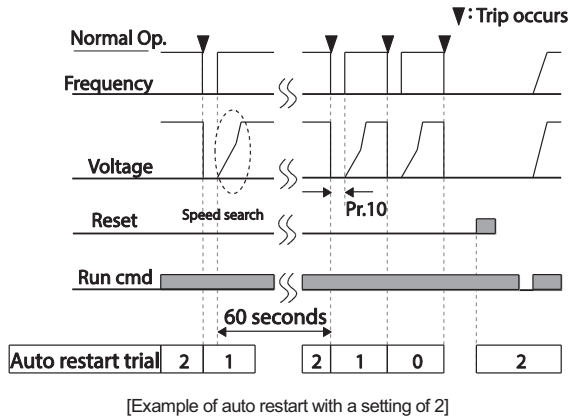 ▼: Trip occurs
Normal Op.
Frequency
Voltage
Pr.10
Reset
Speed search
Run cmd
60 seconds
Auto restart trial 2 1 2 1 0 2
[Example of auto restart with a setting of 2]